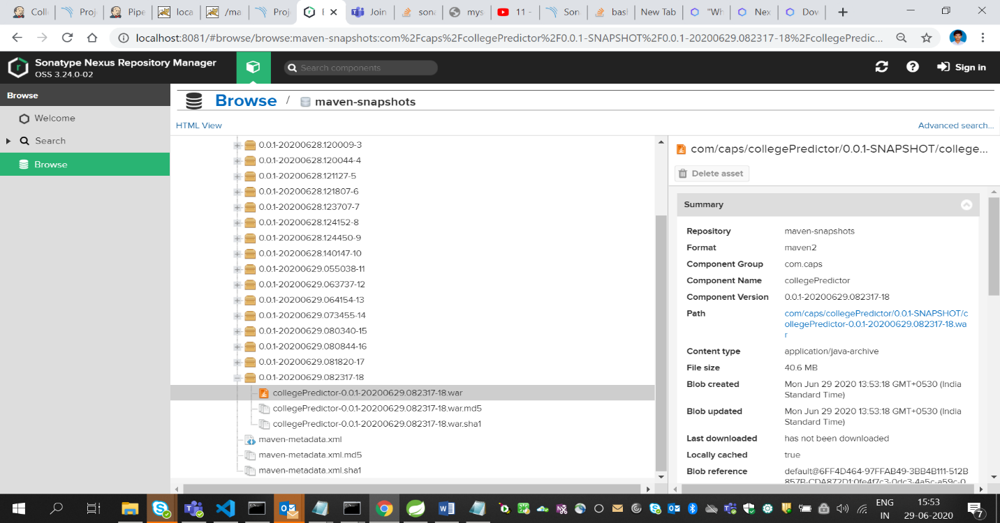 Coll
Proj
Pipe
loca
/ma
Proj
Join
sona
mys
11 -
Son
bas
New Tab
"Wh
Nex
Dov
localhost:8081/#browse/browse:maven-snapshots:com%2Fcaps%2FcollegePredictor%2F0.0.1-SNAPSHOT%2F0.0.1-20200629.082317-18%2FcollegePredic...
Sonatype Nexus Repository Manager
OSS 3.24.0-02
Search components
Sign in
Browse
Welcome
Search
Browse
Browse / maven-snapshots
HTML View
Advanced search...
0.0.1-20200628.120009-3
0.0.1-20200628.120044-4
0.0.1-20200628.121127-5
0.0.1-20200628.121807-6
0.0.1-20200628.123707-7
0.0.1-20200628.124152-8
0.0.1-20200628.124450-9
0.0.1-20200628.140147-10
0.0.1-20200629.055038-11
0.0.1-20200629.063737-12
0.0.1-20200629.064154-13
0.0.1-20200629.073455-14
0.0.1-20200629.080340-15
0.0.1-20200629.080844-16
0.0.1-20200629.081820-17
0.0.1-20200629.082317-18
collegePredictor-0.0.1-20200629.082317-18.war
collegePredictor-0.0.1-20200629.082317-18.war.md5
collegePredictor-0.0.1-20200629.082317-18.war.sha1
maven-metadata.xml
maven-metadata.xml.md5
maven-metadata.xml.sha1
com/caps/collegePredictor/0.0.1-SNAPSHOT/college...
Delete asset
Summary
Repository maven-snapshots
Format maven2
Component Group com.caps
Component Name collegePredictor
Component Version 0.0.1-20200629.082317-18
Path com/caps/collegePredictor/0.0.1-SNAPSHOT/c
ollegePredictor-0.0.1-20200629.082317-18.wa
r
Content type application/java-archive
File size 40.6 MB
Blob created Mon Jun 29 2020 13:53:18 GMT+0530 (India
Standard Time)
Blob updated Mon Jun 29 2020 13:53:18 GMT+0530 (India
Standard Time)
Last downloaded has not been downloaded
Locally cached true
Blob reference default@6FF4D464-97FFAB49-3BB4B111-512B
857B-CDA872D1:0fe4f7c3-0dc3-4a5c-a59c-0
ENG
IN
15:53
29-06-2020
7